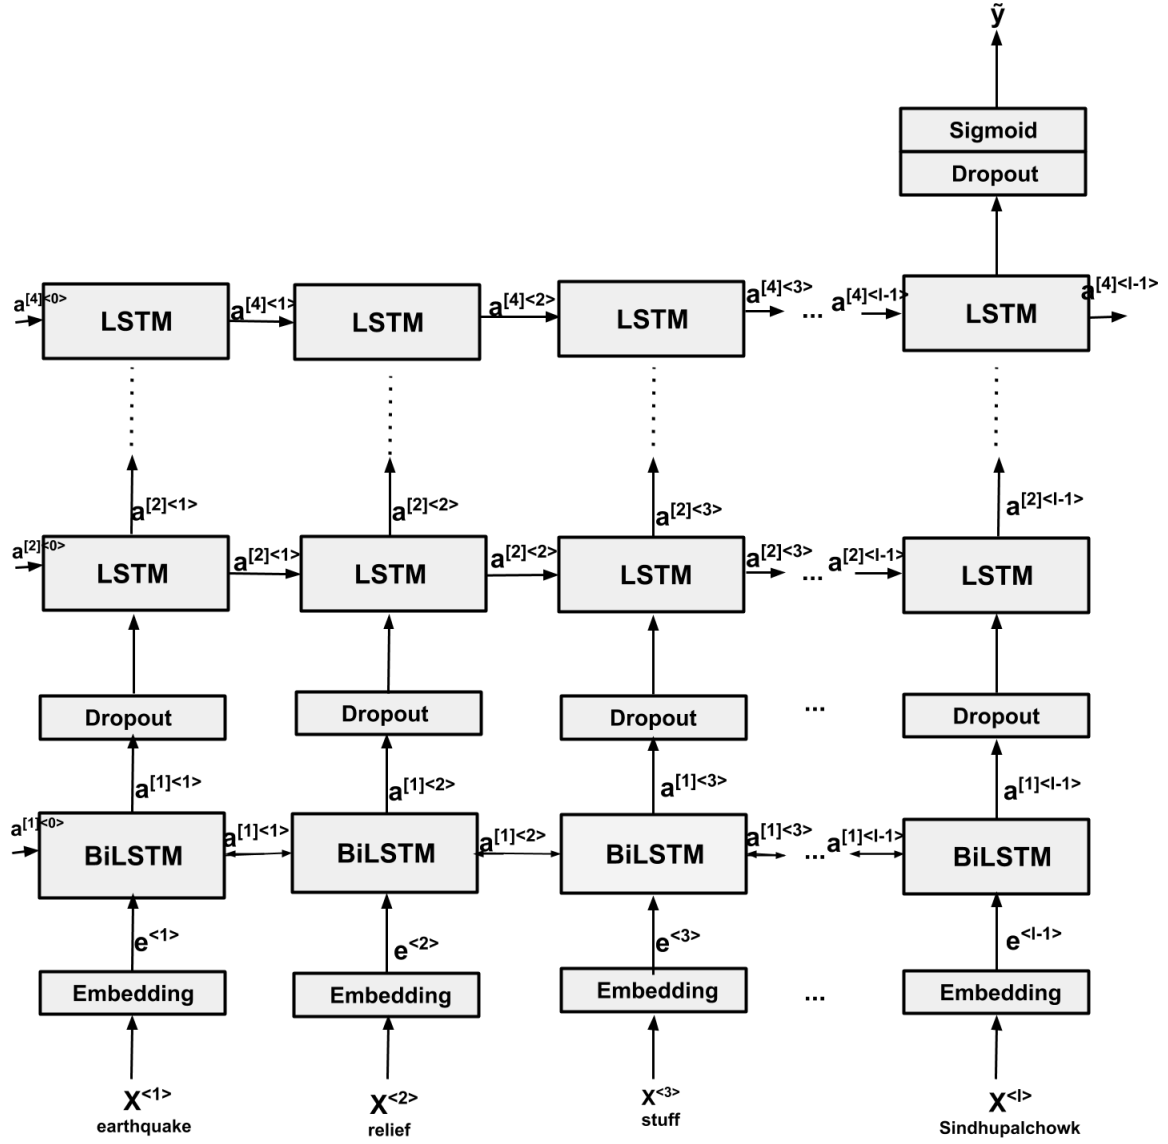 ỹ
Sigmoid
Dropout
a[4]<0> LSTM a[4]<1> LSTM a[4]<2> LSTM a[4]<3> ... a[4]<l-1> LSTM a[4]<l-1>
a[2]<1> a[2]<2> a[2]<3> a[2]<l-1>
a[2]<0> LSTM a[2]<1> LSTM a[2]<2> LSTM a[2]<3> ... a[2]<l-1> LSTM
Dropout Dropout Dropout ... Dropout
a[1]<1> a[1]<2> a[1]<3> a[1]<l-1>
a[1]<0> BiLSTM a[1]<1> BiLSTM a[1]<2> BiLSTM a[1]<3> ... a[1]<l-1> BiLSTM
e<1> e<2> e<3> e<l-1>
Embedding Embedding Embedding ... Embedding
X<1> X<2> X<3> X<l>
earthquake relief stuff Sindhupalchowk